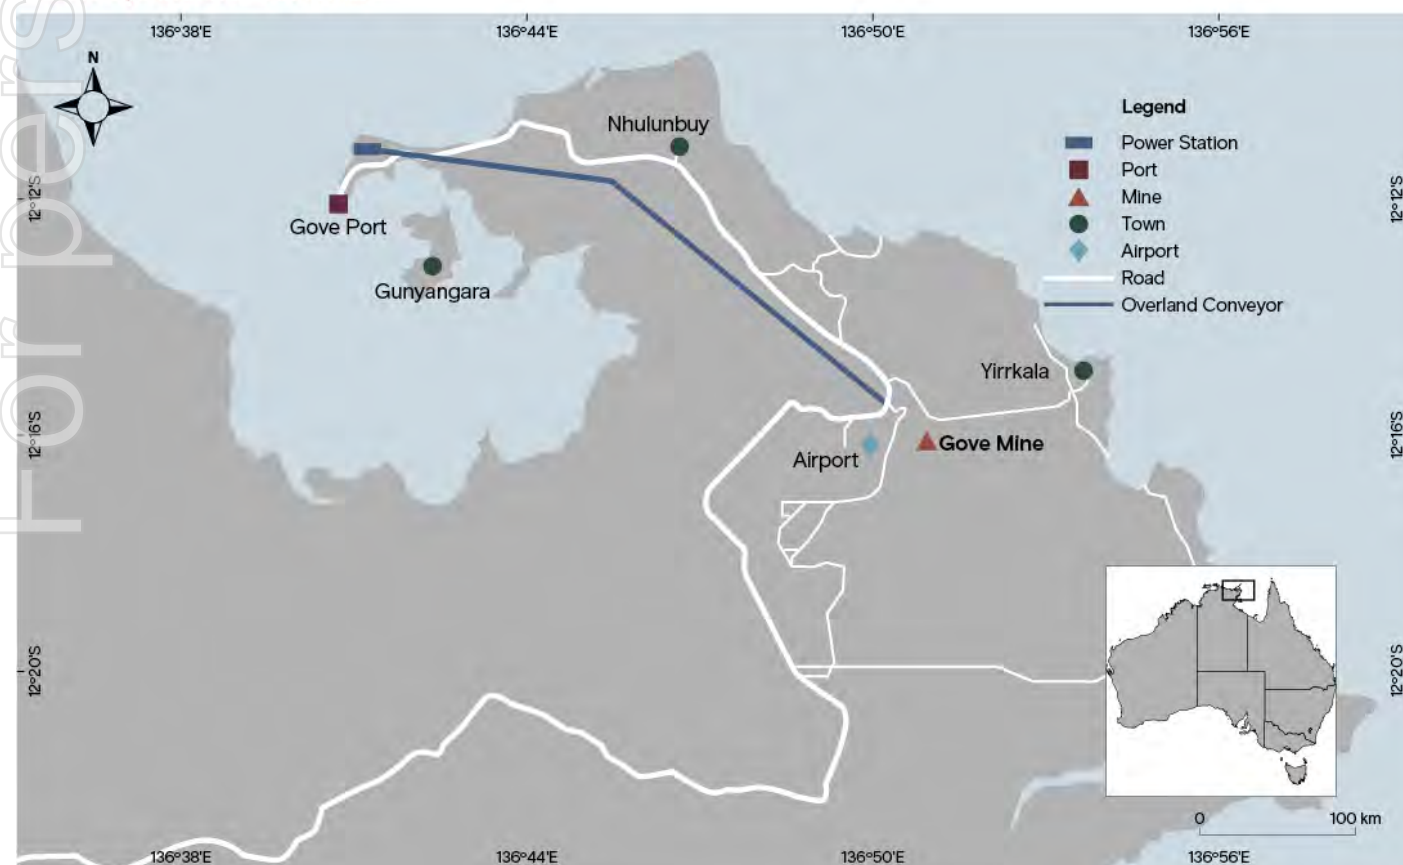 136°38'E 136°44'E 136°50'E 136°56'E
N
Legend
Power Station
Port
Mine
Town
Airport
Road
Overland Conveyor
Nhulunbuy
12°12'S
12°12'S
Gove Port
Gunyangara
Yirrkala
12°16'S
12°16'S
Gove Mine
Airport
12°20'S
12°20'S
0 100 km
136°38'E 136°44'E 136°50'E 136°56'E
For pers